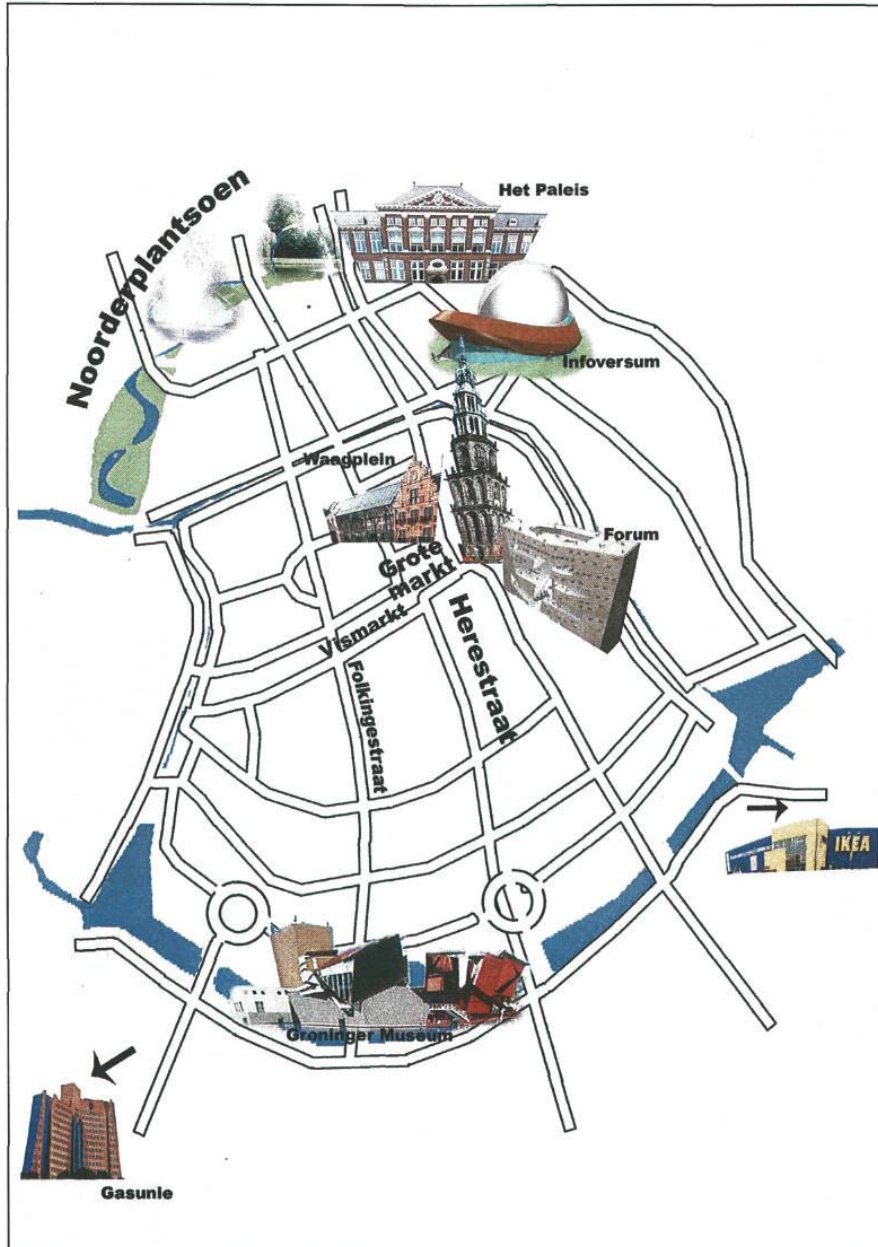 Het Paleis
Noorderplantsoen
Infoversum
Waagplein
Forum
Grote
markt
Vismarkt
Herestraat
Folkingestraat
IKEA
Groninger Museum
Gasunie